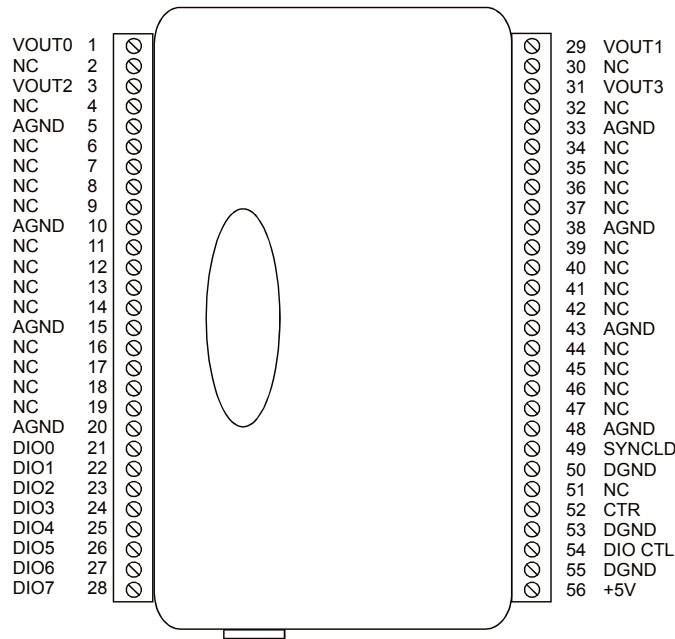 VOUT0 1
NC 2
VOUT2 3
NC 4
AGND 5
NC 6
NC 7
NC 8
NC 9
AGND 10
NC 11
NC 12
NC 13
NC 14
AGND 15
NC 16
NC 17
NC 18
NC 19
AGND 20
DIO0 21
DIO1 22
DIO2 23
DIO3 24
DIO4 25
DIO5 26
DIO6 27
DIO7 28
29 VOUT1
30 NC
31 VOUT3
32 NC
33 AGND
34 NC
35 NC
36 NC
37 NC
38 AGND
39 NC
40 NC
41 NC
42 NC
43 AGND
44 NC
45 NC
46 NC
47 NC
48 AGND
49 SYNCLD
50 DGND
51 NC
52 CTR
53 DGND
54 DIO CTL
55 DGND
56 +5V